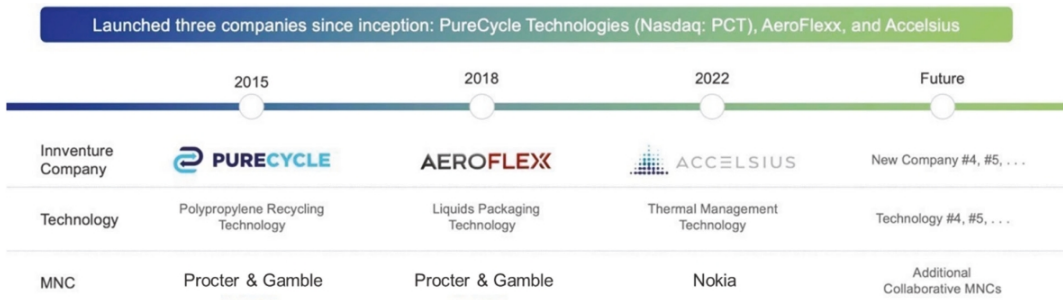 Launched three companies since inception: PureCycle Technologies (Nasdaq: PCT), AeroFlexx, and Accelsius
2015
2018
2022
Future
Innventure
Company
PURECYCLE
AEROFLEXX
ACCELSIUS
New Company #4, #5, . . .
Technology
Polypropylene Recycling
Technology
Liquids Packaging
Technology
Thermal Management
Technology
Technology #4, #5, . . .
MNC
Procter & Gamble
Procter & Gamble
Nokia
Additional
Collaborative MNCs